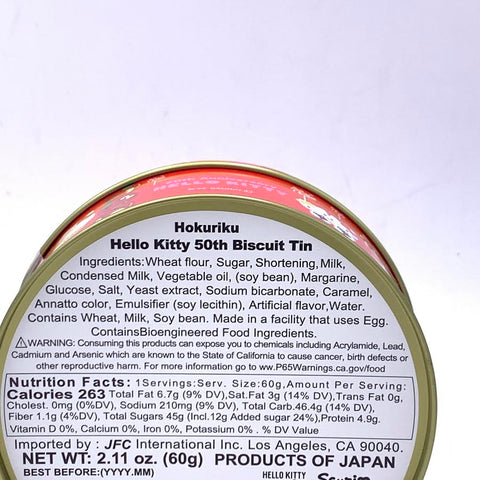 HELLO KITTY
Hokuriku
Hello Kitty 50th Biscuit Tin
Ingredients:Wheat flour, Sugar, Shortening,Milk,
Condensed Milk, Vegetable oil, (soy bean), Margarine,
Glucose, Salt, Yeast extract, Sodium bicarbonate, Caramel,
Annatto color, Emulsifier (soy lecithin), Artificial flavor,Water.
Contains Wheat, Milk, Soy bean. Made in a facility that uses Egg.
ContainsBioengineered Food Ingredients.
⚠WARNING: Consuming this product can expose you to chemicals including Acrylamide, Lead,
Cadmium and Arsenic which are known to the State of California to cause cancer, birth defects or
other reproductive harm. For more information go to www.P65Warnings.ca.gov/food
Nutrition Facts: 1Servings:Serv. Size:60g,Amount Per Serving:
Calories 263 Total Fat 6.7g (9% DV),Sat.Fat 3g (14% DV),Trans Fat 0g,
Cholest. 0mg (0%DV), Sodium 210mg (9% DV), Total Carb.46.4g (14% DV),
Fiber 1.1g (4%DV), Total Sugars 45g (Incl.12g Added Sugars 24%),Protein 4.9g.
Vitamin D 0%, Calcium 0%, Iron 0%, Potassium 0% . % DV Value
Imported by : JFC International Inc. Los Angeles, CA 90040.
NET WT. 2.11 oz. (60g) PRODUCTS OF JAPAN
BEST BEFORE:(YYYY.MM) HELLO KITTY